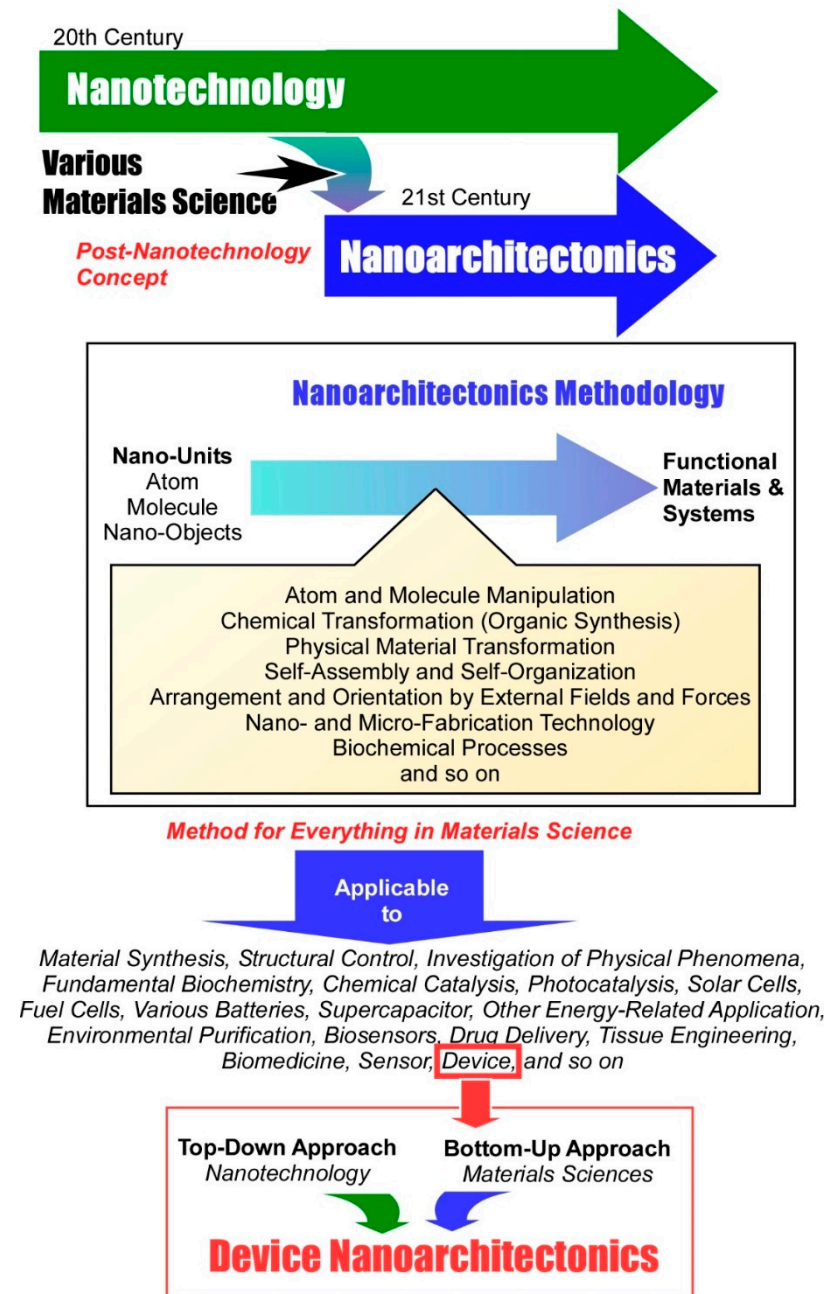 20th Century
Nanotechnology
Various
Materials Science
21st Century
Post-Nanotechnology
Concept
Nanoarchitectonics
Nanoarchitectonics Methodology
Nano-Units
Atom
Molecule
Nano-Objects
Functional
Materials &
Systems
Atom and Molecule Manipulation
Chemical Transformation (Organic Synthesis)
Physical Material Transformation
Self-Assembly and Self-Organization
Arrangement and Orientation by External Fields and Forces
Nano- and Micro-Fabrication Technology
Biochemical Processes
and so on
Method for Everything in Materials Science
Applicable
to
Material Synthesis, Structural Control, Investigation of Physical Phenomena,
Fundamental Biochemistry, Chemical Catalysis, Photocatalysis, Solar Cells,
Fuel Cells, Various Batteries, Supercapacitor, Other Energy-Related Application,
Environmental Purification, Biosensors, Drug Delivery, Tissue Engineering,
Biomedicine, Sensor, Device, and so on
Top-Down Approach
Nanotechnology
Bottom-Up Approach
Materials Sciences
Device Nanoarchitectonics